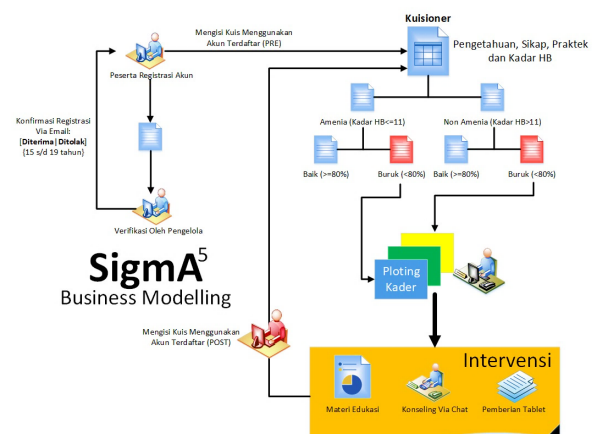 Kuisioner
Mengisi Kuis Menggunakan
Akun Terdaftar (PRE)
Pengetahuan, Sikap, Praktek
dan Kadar HB
Peserta Registrasi Akun
Konfirmasi Registrasi
Via Email:
[Diterima|Ditolak]
(15 s/d 19 tahun)
Amenia (Kadar HB<=11)
Non Amenia (Kadar HB>11)
Baik (>=80%)
Buruk (<80%)
Baik (>=80%)
Buruk (<80%)
Verifikasi Oleh Pengelola
SigmA5
Business Modelling
Ploting
Kader
Mengisi Kuis Menggunakan
Akun Terdaftar (POST)
Intervensi
Materi Edukasi
Konseling Via Chat
Pemberian Tablet